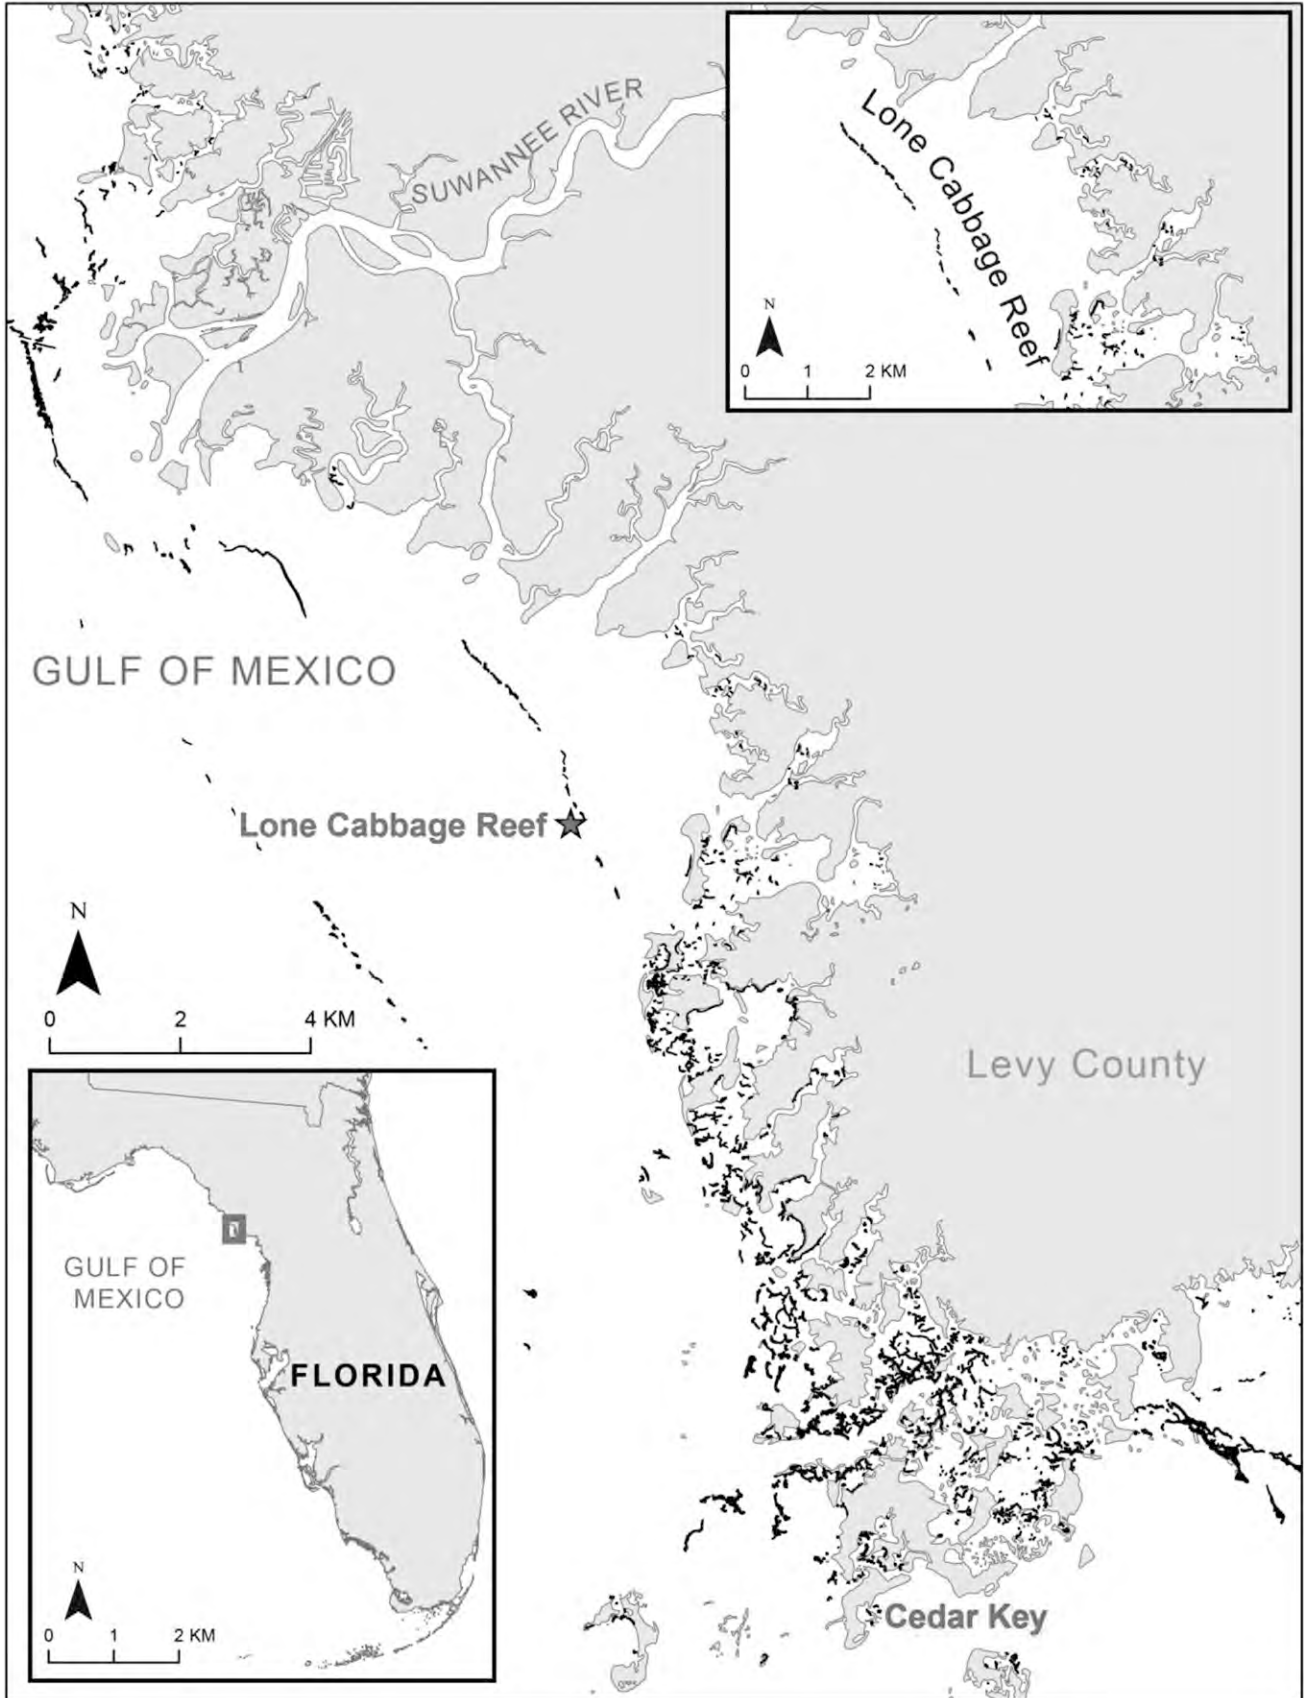 SUWANNEE RIVER
Lone Cabbage Reef
N
0 1 2 KM
GULF OF MEXICO
Lone Cabbage Reef
N
0 2 4 KM
Levy County
GULF OF
MEXICO
FLORIDA
N
0 1 2 KM
Cedar Key